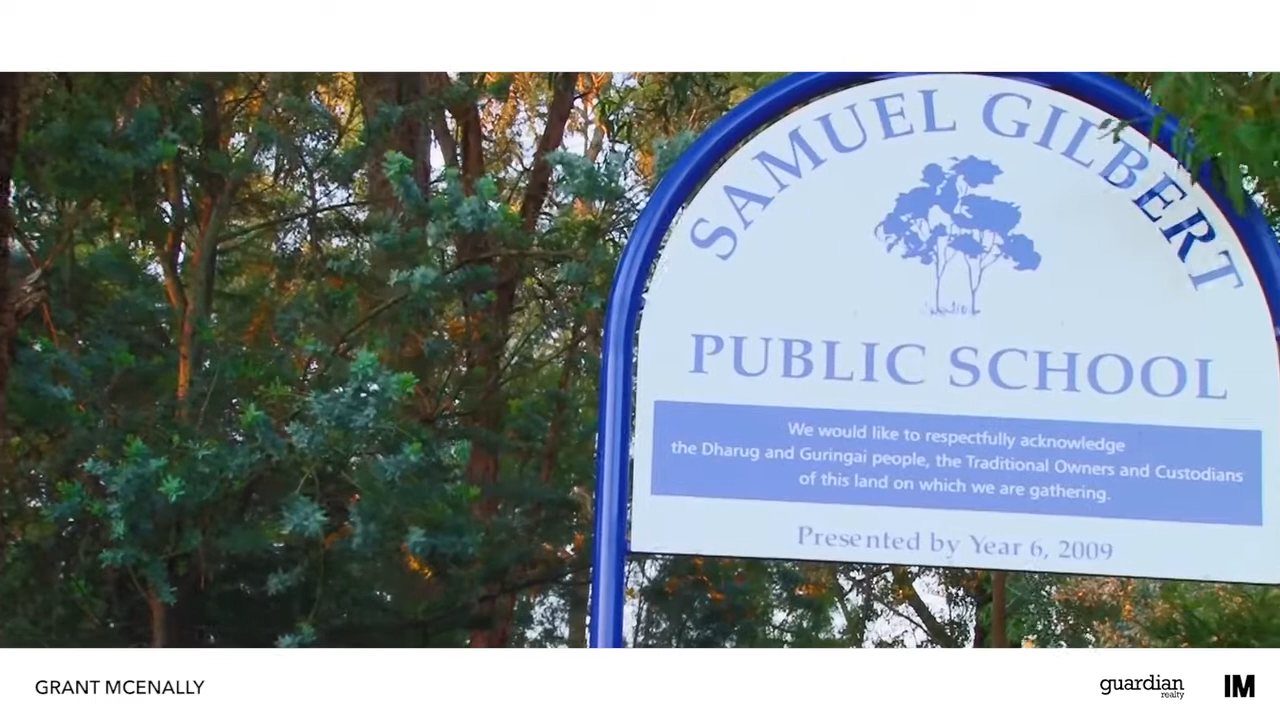 SAMUEL GILBERT
PUBLIC SCHOOL
We would like to respectfully acknowledge
the Dharug and Guringai people, the Traditional Owners and Custodians
of this land on which we are gathering.
Presented by Year 6, 2009
GRANT MCENALLY
guardian
realty
IM